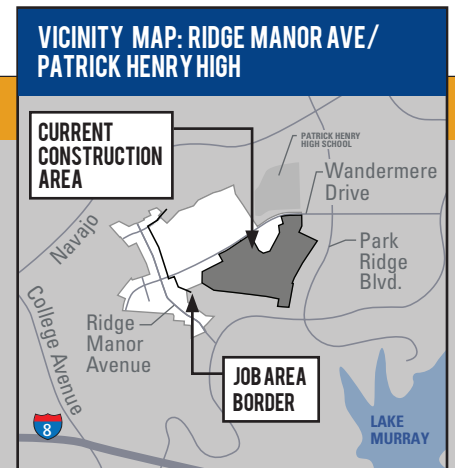 VICINITY MAP: RIDGE MANOR AVE/
PATRICK HENRY HIGH
CURRENT
CONSTRUCTION
AREA
PATRICK HENRY
HIGH SCHOOL
Wandermere
Drive
Navajo
Park
Ridge
Blvd.
College Avenue
Ridge
Manor
Avenue
JOB AREA
BORDER
8
LAKE
MURRAY